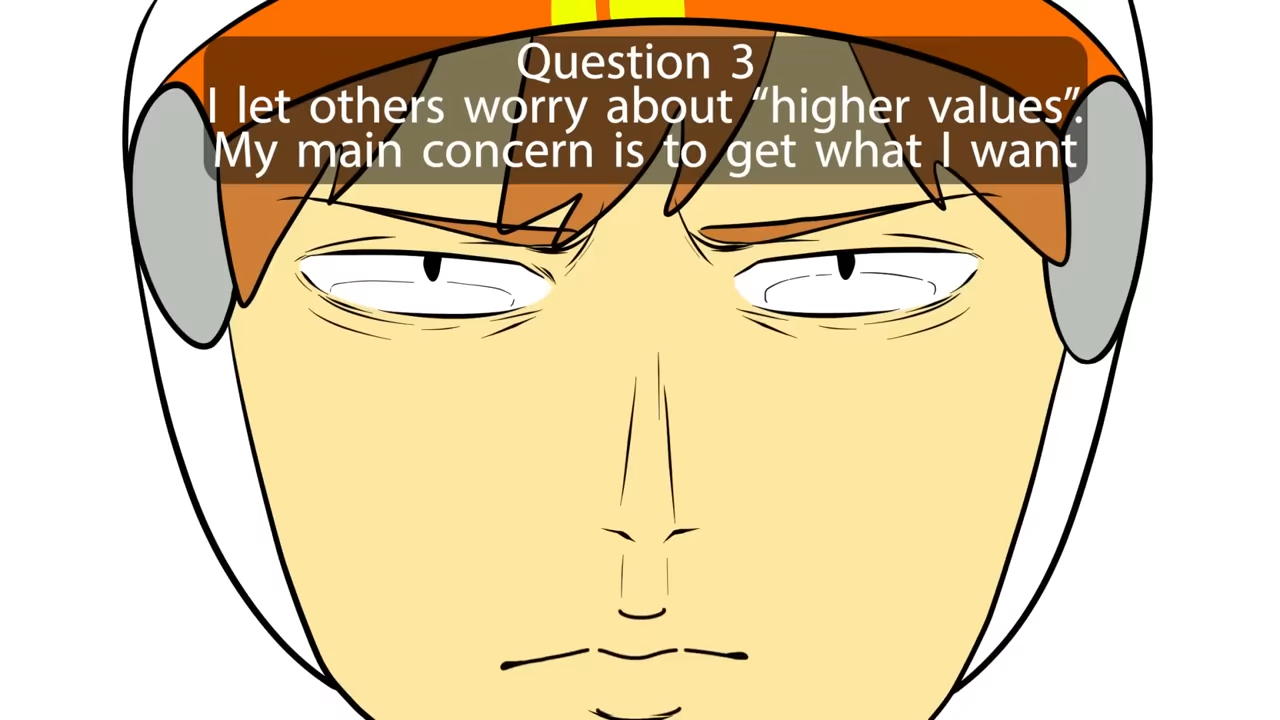 Question 3
I let others worry about “higher values”.
My main concern is to get what I want